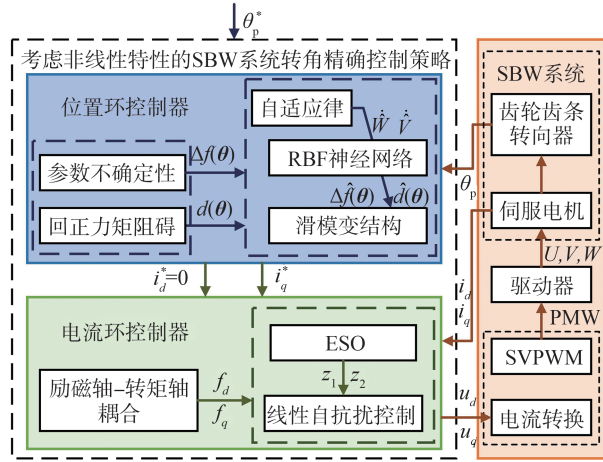 θ*p
考虑非线性特性的SBW系统转角精确控制策略
位置环控制器
自适应律
Ẇ̂ V̇̂
参数不确定性
Δf(θ)
RBF神经网络
Δf̂(θ) d̂(θ)
回正力矩阻碍
d(θ)
滑模变结构
i*d=0
i*q
电流环控制器
ESO
z1 z2
励磁轴-转矩轴
耦合
fd
fq
线性自抗扰控制
SBW系统
齿轮齿条
转向器
θp
伺服电机
U,V,W
id
iq
驱动器
PMW
SVPWM
ud
uq
电流转换